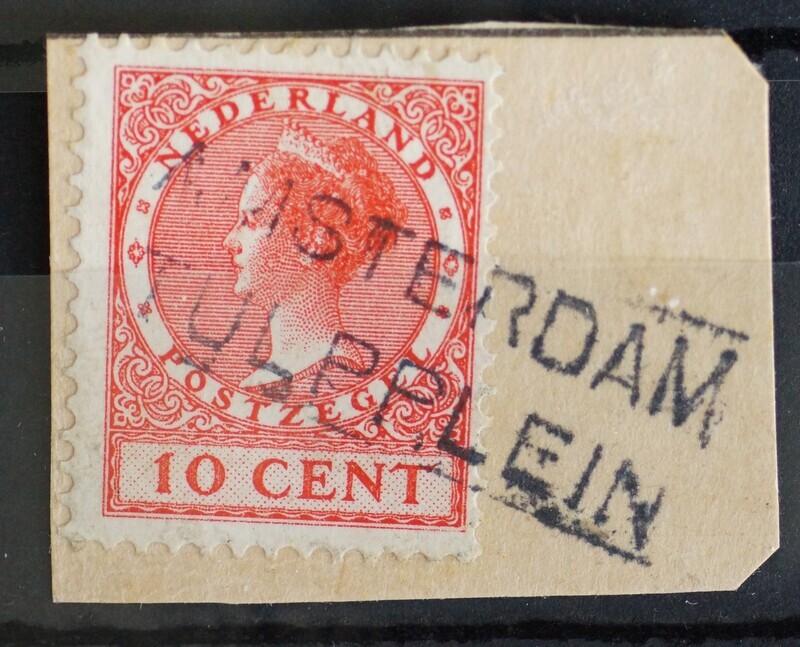 NEDERLAND
POSTZEGEL
10 CENT
AMSTERDAM
TULPPLEIN